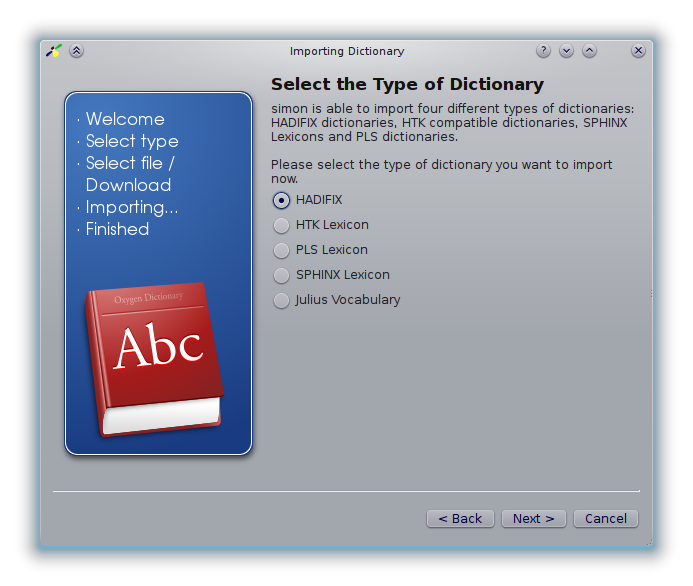 Importing Dictionary
· Welcome
· Select type
· Select file /
Download
· Importing...
· Finished
Oxygen Dictionary
Abc
Select the Type of Dictionary
simon is able to import four different types of dictionaries:
HADIFIX dictionaries, HTK compatible dictionaries, SPHINX
Lexicons and PLS dictionaries.
Please select the type of dictionary you want to import
now.
HADIFIX
HTK Lexicon
PLS Lexicon
SPHINX Lexicon
Julius Vocabulary
< Back
Next >
Cancel